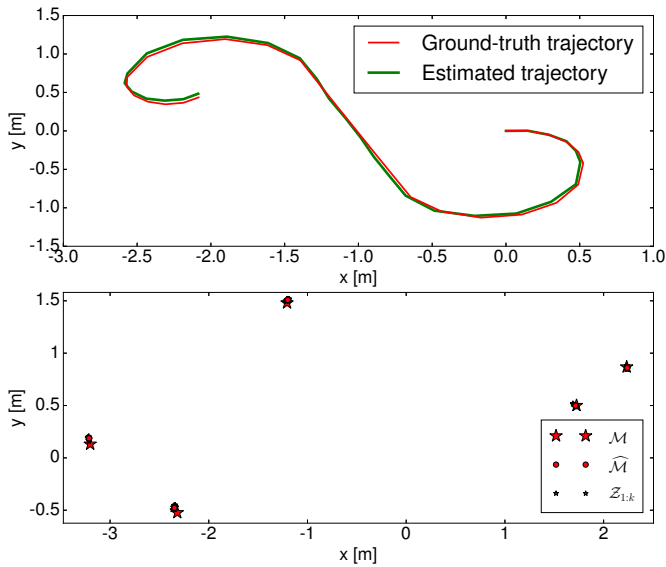 1.5
1.0
0.5
0.0
-0.5
-1.0
-1.5
y [m]
Ground-truth trajectory
Estimated trajectory
-3.0 -2.5 -2.0 -1.5 -1.0 -0.5 0.0 0.5 1.0
x [m]
1.5
1
0.5
0
-0.5
y [m]
ℳ
ℳ̂
𝒵₁:ₖ
-3 -2 -1 0 1 2
x [m]